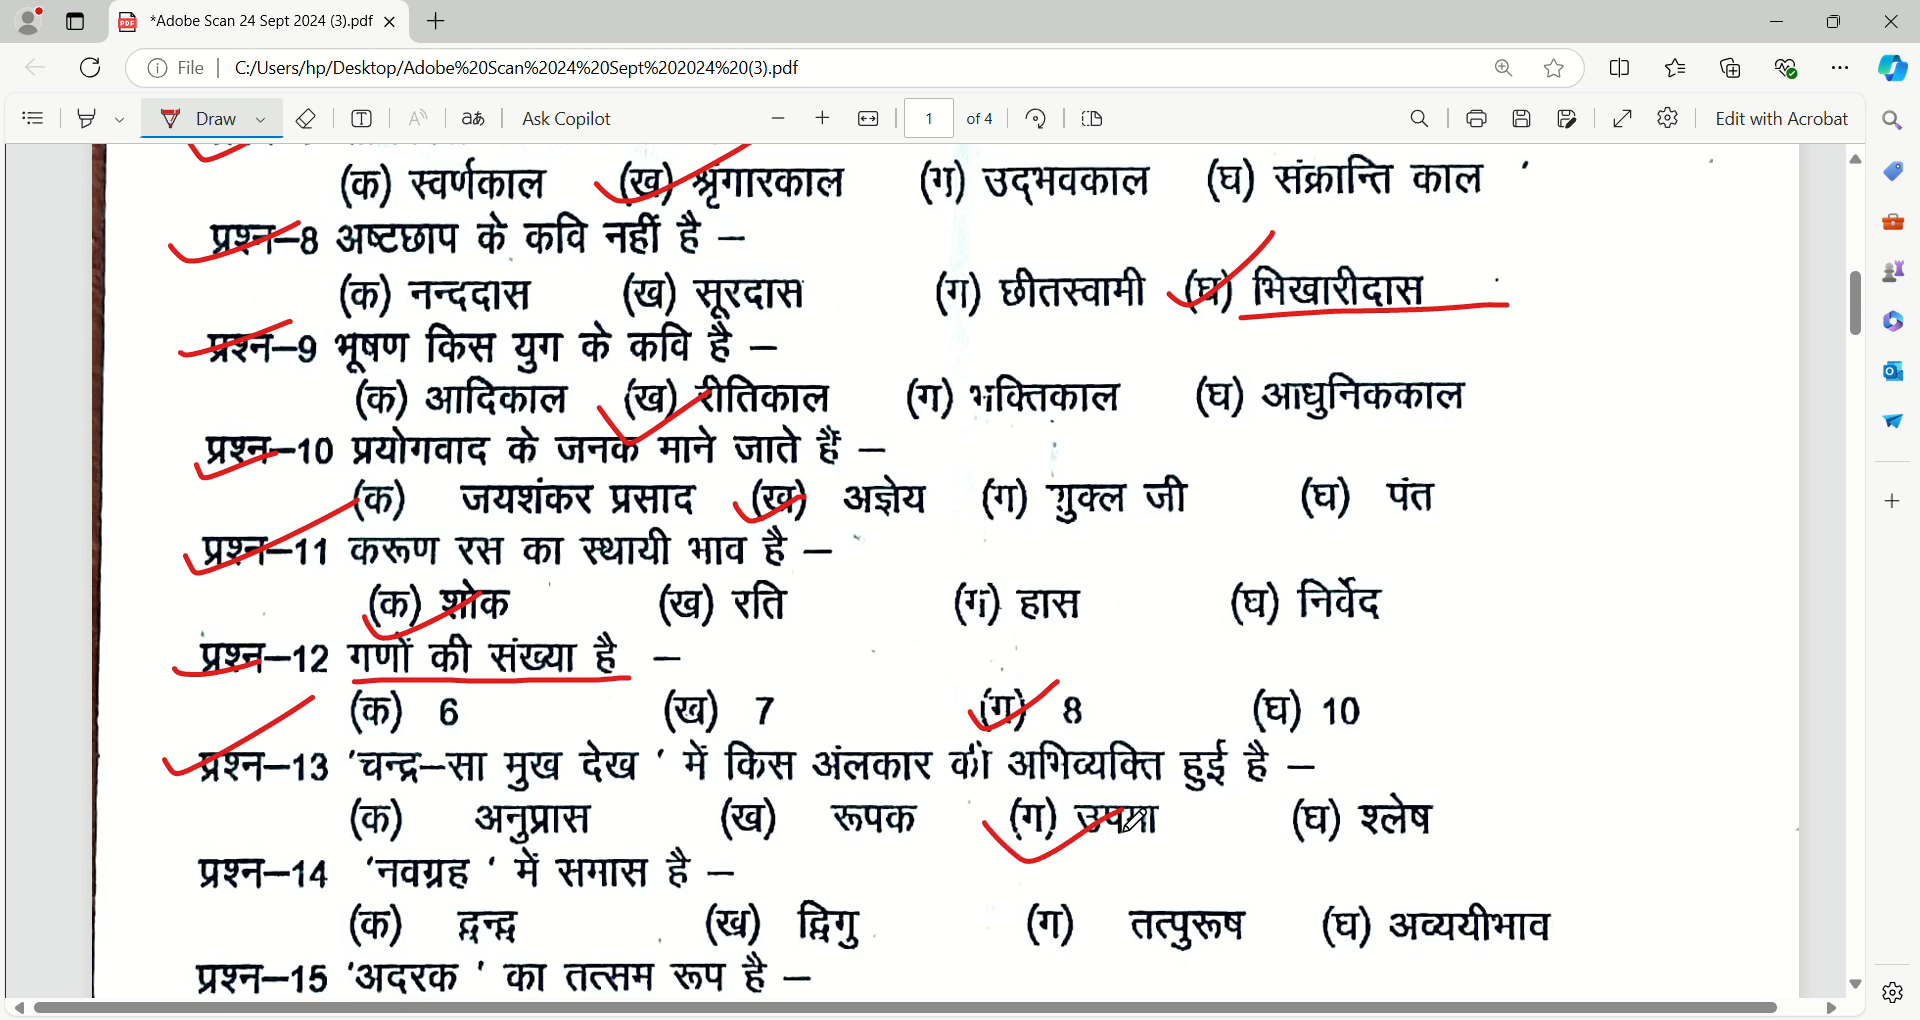 *Adobe Scan 24 Sept 2024 (3).pdf
File C:/Users/hp/Desktop/Adobe%20Scan%2024%20Sept%202024%20(3).pdf
Draw Ask Copilot 1 of 4 Edit with Acrobat
(क) स्वर्णकाल (ख) श्रृंगारकाल (ग) उद्भवकाल (घ) संक्रान्ति काल
प्रश्न–8 अष्टछाप के कवि नहीं है –
(क) नन्ददास (ख) सूरदास (ग) छीतस्वामी (घ) भिखारीदास
प्रश्न–9 भूषण किस युग के कवि है –
(क) आदिकाल (ख) रीतिकाल (ग) भक्तिकाल (घ) आधुनिककाल
प्रश्न–10 प्रयोगवाद के जनक माने जाते हैं –
(क) जयशंकर प्रसाद (ख) अज्ञेय (ग) शुक्ल जी (घ) पंत
प्रश्न–11 करूण रस का स्थायी भाव है –
(क) शोक (ख) रति (ग) हास (घ) निर्वेद
प्रश्न–12 गणों की संख्या है –
(क) 6 (ख) 7 (ग) 8 (घ) 10
प्रश्न–13 'चन्द्र–सा मुख देख ' में किस अंलकार की अभिव्यक्ति हुई है –
(क) अनुप्रास (ख) रूपक (ग) उपमा (घ) श्लेष
प्रश्न–14 'नवग्रह ' में समास है –
(क) द्वन्द्व (ख) द्विगु (ग) तत्पुरूष (घ) अव्ययीभाव
प्रश्न–15 'अदरक ' का तत्सम रूप है –